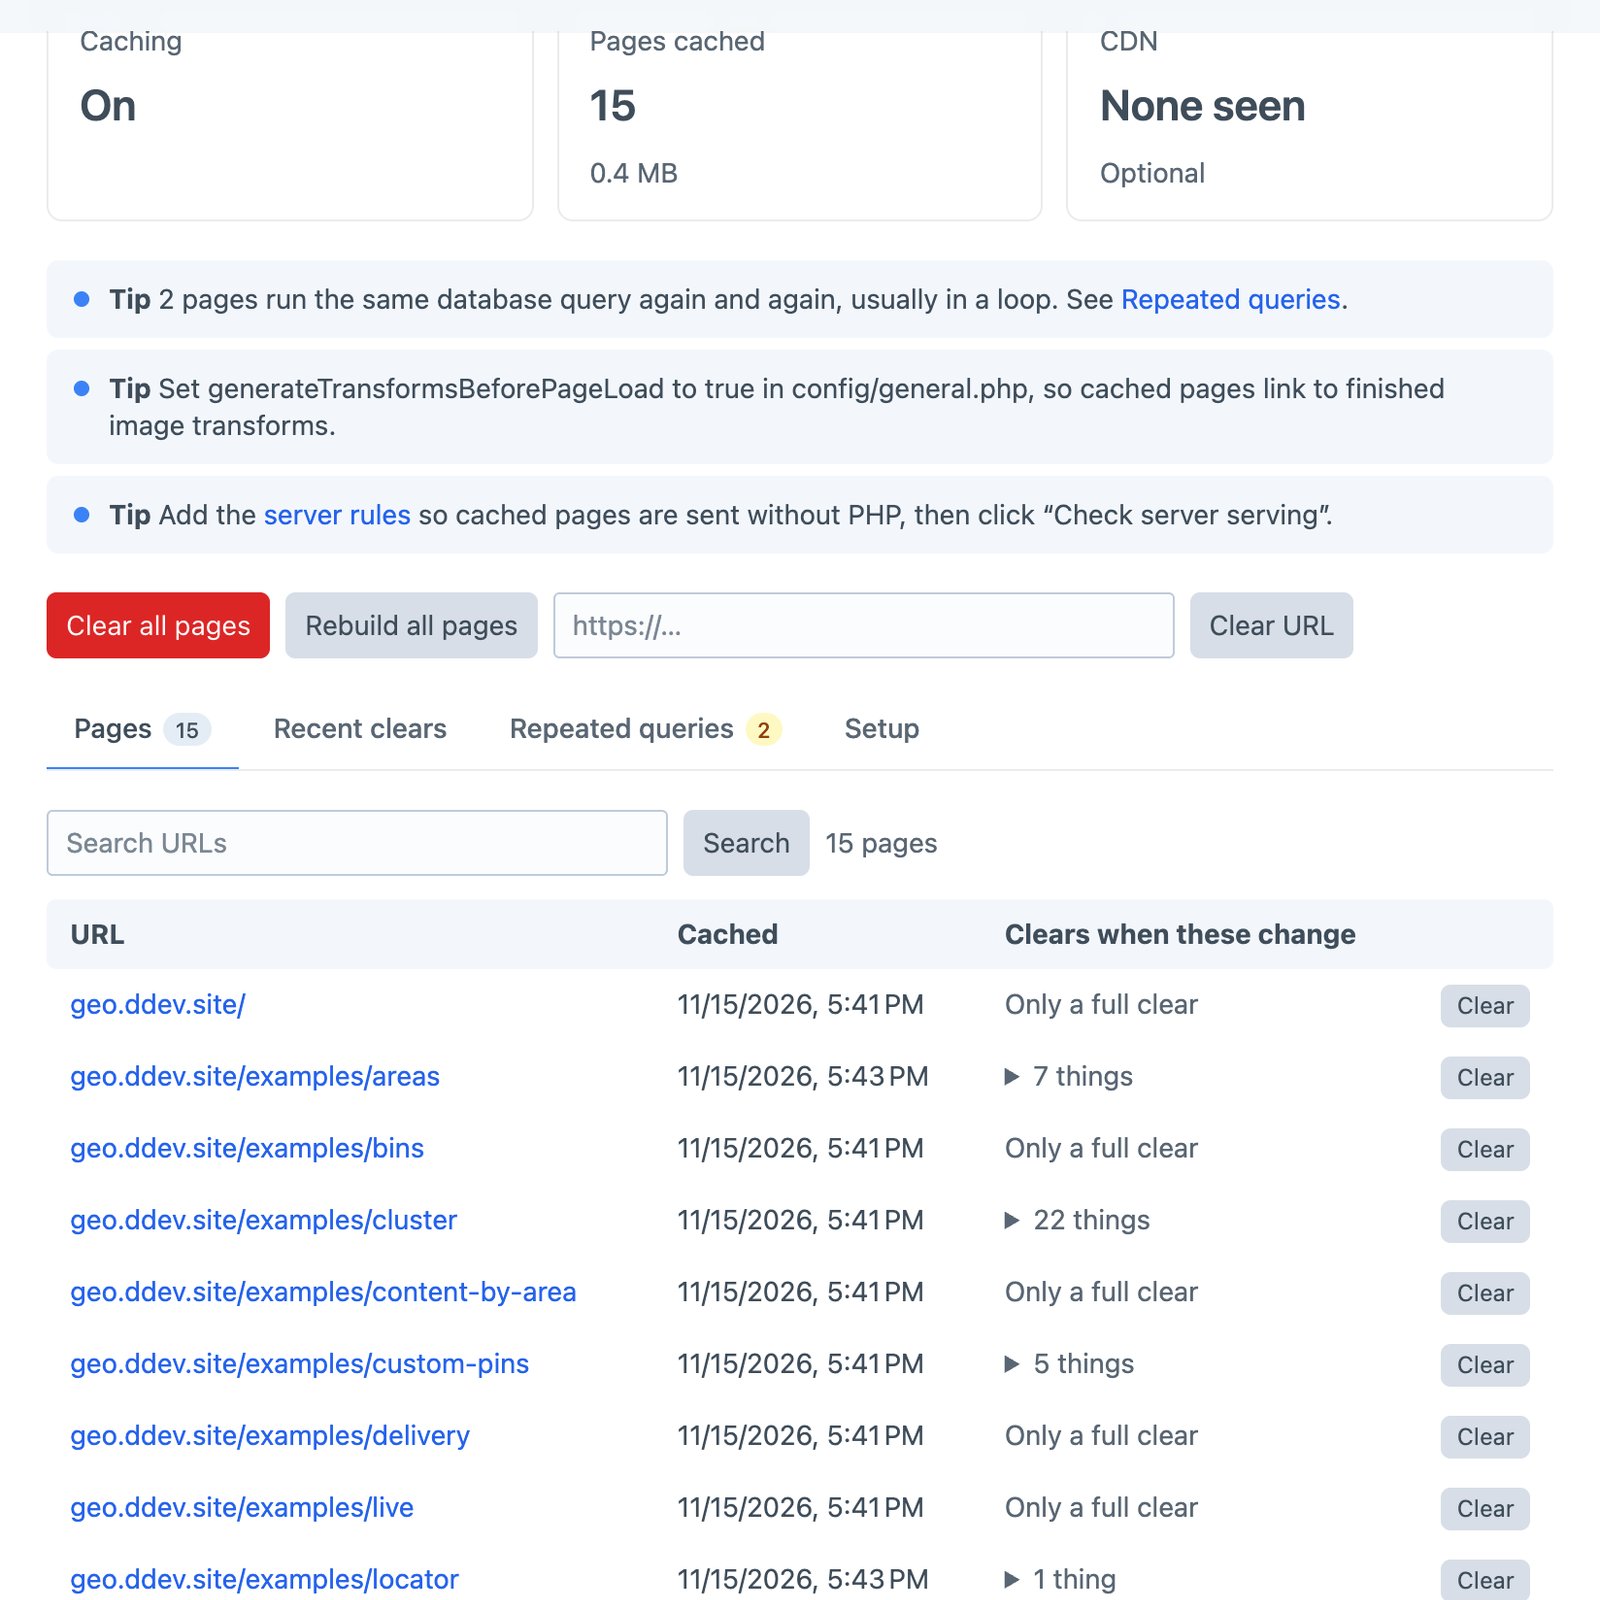 Caching
On
Pages cached
15
0.4 MB
CDN
None seen
Optional
Tip 2 pages run the same database query again and again, usually in a loop. See Repeated queries.
Tip Set generateTransformsBeforePageLoad to true in config/general.php, so cached pages link to finished
image transforms.
Tip Add the server rules so cached pages are sent without PHP, then click “Check server serving”.
Clear all pages Rebuild all pages https://... Clear URL
Pages 15 Recent clears Repeated queries 2 Setup
Search URLs Search 15 pages
URL Cached Clears when these change
geo.ddev.site/ 11/15/2026, 5:41 PM Only a full clear Clear
geo.ddev.site/examples/areas 11/15/2026, 5:43 PM 7 things Clear
geo.ddev.site/examples/bins 11/15/2026, 5:41 PM Only a full clear Clear
geo.ddev.site/examples/cluster 11/15/2026, 5:41 PM 22 things Clear
geo.ddev.site/examples/content-by-area 11/15/2026, 5:41 PM Only a full clear Clear
geo.ddev.site/examples/custom-pins 11/15/2026, 5:41 PM 5 things Clear
geo.ddev.site/examples/delivery 11/15/2026, 5:41 PM Only a full clear Clear
geo.ddev.site/examples/live 11/15/2026, 5:41 PM Only a full clear Clear
geo.ddev.site/examples/locator 11/15/2026, 5:43 PM 1 thing Clear